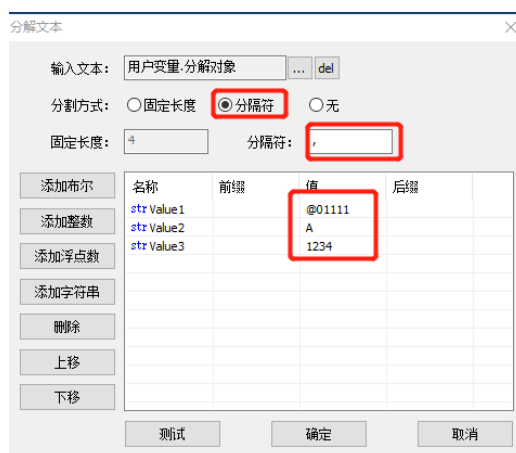 分解文本
输入文本： 用户变量.分解对象 ... del
分割方式： 固定长度 分隔符 无
固定长度： 4 分隔符： ,
添加布尔
添加整数
添加浮点数
添加字符串
删除
上移
下移
名称 前缀 值 后缀
str Value1 @01111
str Value2 A
str Value3 1234
测试 确定 取消